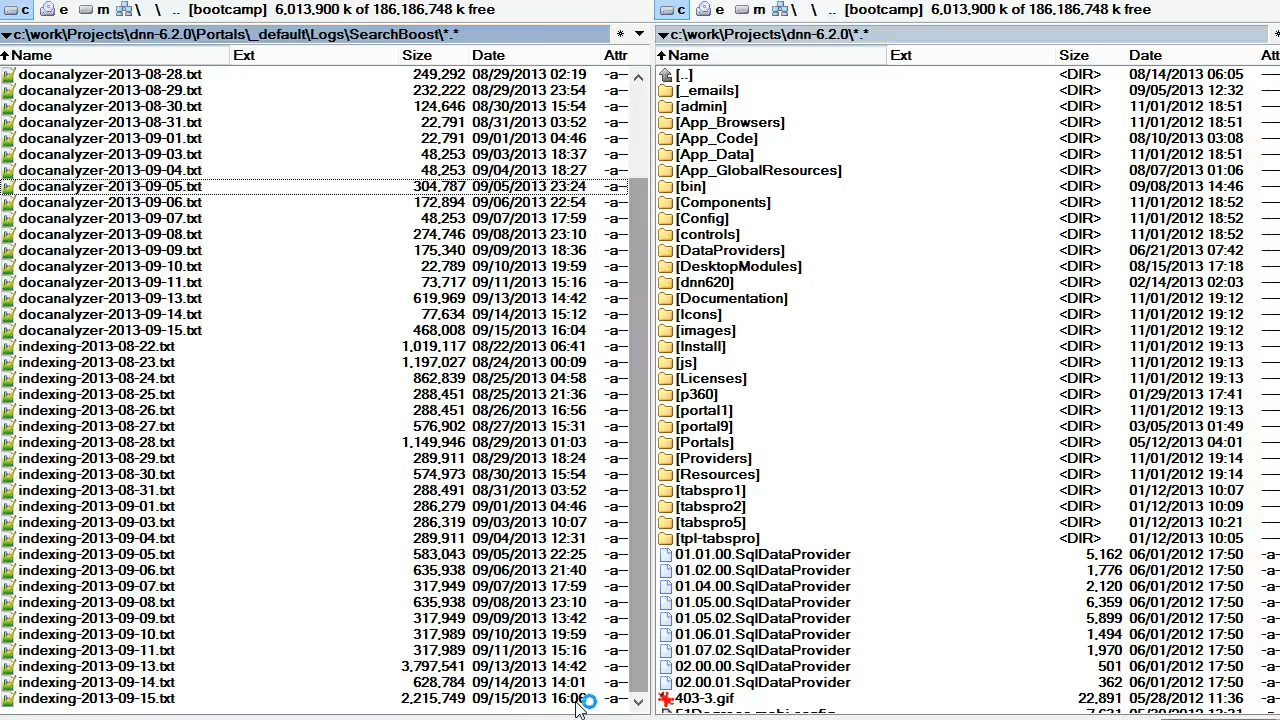 c e m \ \ .. [bootcamp] 6,013,900 k of 186,186,748 k free
c:\work\Projects\dnn-6.2.0\Portals\_default\Logs\SearchBoost\*.* *
Name Ext Size Date Attr
docanalyzer-2013-08-28.txt 249,292 08/29/2013 02:19 -a--
docanalyzer-2013-08-29.txt 232,222 08/29/2013 23:54 -a--
docanalyzer-2013-08-30.txt 124,646 08/30/2013 15:54 -a--
docanalyzer-2013-08-31.txt 22,791 08/31/2013 03:52 -a--
docanalyzer-2013-09-01.txt 22,791 09/01/2013 04:46 -a--
docanalyzer-2013-09-03.txt 48,253 09/03/2013 18:37 -a--
docanalyzer-2013-09-04.txt 48,253 09/04/2013 18:27 -a--
docanalyzer-2013-09-05.txt 304,787 09/05/2013 23:24 -a--
docanalyzer-2013-09-06.txt 172,894 09/06/2013 22:54 -a--
docanalyzer-2013-09-07.txt 48,253 09/07/2013 17:59 -a--
docanalyzer-2013-09-08.txt 274,746 09/08/2013 23:10 -a--
docanalyzer-2013-09-09.txt 175,340 09/09/2013 18:36 -a--
docanalyzer-2013-09-10.txt 22,789 09/10/2013 19:59 -a--
docanalyzer-2013-09-11.txt 73,717 09/11/2013 15:16 -a--
docanalyzer-2013-09-13.txt 619,969 09/13/2013 14:42 -a--
docanalyzer-2013-09-14.txt 77,634 09/14/2013 15:12 -a--
docanalyzer-2013-09-15.txt 468,008 09/15/2013 16:04 -a--
indexing-2013-08-22.txt 1,019,117 08/22/2013 06:41 -a--
indexing-2013-08-23.txt 1,197,027 08/24/2013 00:09 -a--
indexing-2013-08-24.txt 862,839 08/25/2013 04:58 -a--
indexing-2013-08-25.txt 288,451 08/25/2013 21:36 -a--
indexing-2013-08-26.txt 288,451 08/26/2013 16:56 -a--
indexing-2013-08-27.txt 576,902 08/27/2013 15:31 -a--
indexing-2013-08-28.txt 1,149,946 08/29/2013 01:03 -a--
indexing-2013-08-29.txt 289,911 08/29/2013 18:24 -a--
indexing-2013-08-30.txt 574,973 08/30/2013 15:54 -a--
indexing-2013-08-31.txt 288,491 08/31/2013 03:52 -a--
indexing-2013-09-01.txt 286,279 09/01/2013 04:46 -a--
indexing-2013-09-03.txt 286,319 09/03/2013 10:07 -a--
indexing-2013-09-04.txt 289,911 09/04/2013 12:31 -a--
indexing-2013-09-05.txt 583,043 09/05/2013 22:25 -a--
indexing-2013-09-06.txt 635,938 09/06/2013 21:40 -a--
indexing-2013-09-07.txt 317,949 09/07/2013 17:59 -a--
indexing-2013-09-08.txt 635,938 09/08/2013 23:10 -a--
indexing-2013-09-09.txt 317,949 09/09/2013 13:42 -a--
indexing-2013-09-10.txt 317,989 09/10/2013 19:59 -a--
indexing-2013-09-11.txt 317,989 09/11/2013 15:16 -a--
indexing-2013-09-13.txt 3,797,541 09/13/2013 14:42 -a--
indexing-2013-09-14.txt 628,784 09/14/2013 14:01 -a--
indexing-2013-09-15.txt 2,215,749 09/15/2013 16:06 -a--
c e m \ \ .. [bootcamp] 6,013,900 k of 186,186,748 k free
c:\work\Projects\dnn-6.2.0\*.*
Name Ext Size Date Att
[..] <DIR> 08/14/2013 06:05 ----
[_emails] <DIR> 09/05/2013 12:32 ----
[admin] <DIR> 11/01/2012 18:51 ----
[App_Browsers] <DIR> 11/01/2012 18:51 ----
[App_Code] <DIR> 08/10/2013 03:08 ----
[App_Data] <DIR> 11/01/2012 18:51 ----
[App_GlobalResources] <DIR> 08/07/2013 01:06 ----
[bin] <DIR> 09/08/2013 14:46 ----
[Components] <DIR> 11/01/2012 18:52 ----
[Config] <DIR> 11/01/2012 18:52 ----
[controls] <DIR> 11/01/2012 18:52 ----
[DataProviders] <DIR> 06/21/2013 07:42 ----
[DesktopModules] <DIR> 08/15/2013 17:18 ----
[dnn620] <DIR> 02/14/2013 02:03 ----
[Documentation] <DIR> 11/01/2012 19:12 ----
[Icons] <DIR> 11/01/2012 19:12 ----
[images] <DIR> 11/01/2012 19:12 ----
[Install] <DIR> 11/01/2012 19:13 ----
[js] <DIR> 11/01/2012 19:13 ----
[Licenses] <DIR> 11/01/2012 19:13 ----
[p360] <DIR> 01/29/2013 17:41 ----
[portal1] <DIR> 11/01/2012 19:13 ----
[portal9] <DIR> 03/05/2013 01:49 ----
[Portals] <DIR> 05/12/2013 04:01 ----
[Providers] <DIR> 11/01/2012 19:14 ----
[Resources] <DIR> 11/01/2012 19:14 ----
[tabspro1] <DIR> 01/12/2013 10:07 ----
[tabspro2] <DIR> 01/12/2013 10:09 ----
[tabspro5] <DIR> 01/12/2013 10:21 ----
[tpl-tabspro] <DIR> 01/12/2013 10:05 ----
01.01.00.SqlDataProvider 5,162 06/01/2012 17:50 -a--
01.02.00.SqlDataProvider 1,776 06/01/2012 17:50 -a--
01.04.00.SqlDataProvider 2,120 06/01/2012 17:50 -a--
01.05.00.SqlDataProvider 6,359 06/01/2012 17:50 -a--
01.05.02.SqlDataProvider 5,899 06/01/2012 17:50 -a--
01.06.01.SqlDataProvider 1,494 06/01/2012 17:50 -a--
01.07.02.SqlDataProvider 1,970 06/01/2012 17:50 -a--
02.00.00.SqlDataProvider 501 06/01/2012 17:50 -a--
02.00.01.SqlDataProvider 362 06/01/2012 17:50 -a--
403-3.gif 22,891 05/28/2012 11:36 -a--